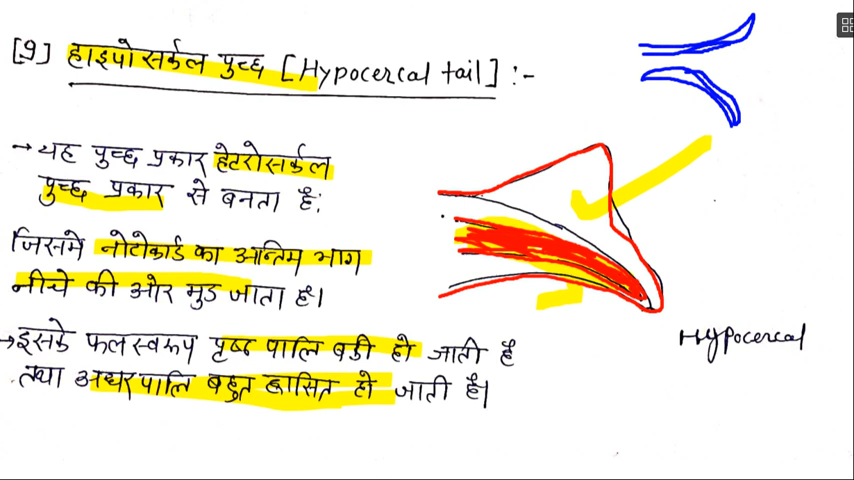 [9] हाइपोसर्कल पुच्छ [Hypocercal tail] :-
→ यह पुच्छ प्रकार हेटरोसर्कल
पुच्छ प्रकार से बनता है:
जिसमे नोटोकार्ड का अन्तिम भाग
नीचे की ओर मुड जाता है।
→ इसके फलस्वरूप पृष्ठ पालि बडी हो जाती है
तथा अधर पालि बहुत ह्रासित हो जाती है।
Hypocercal